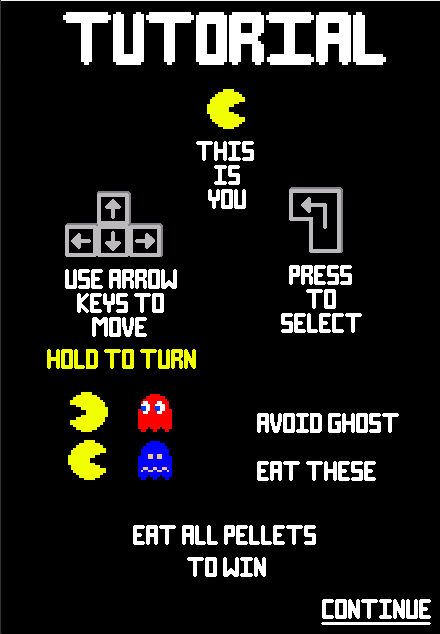 TUTORIAL
THIS
IS
YOU
USE ARROW
KEYS TO
MOVE
PRESS
TO
SELECT
HOLD TO TURN
AVOID GHOST
EAT THESE
EAT ALL PELLETS
TO WIN
CONTINUE